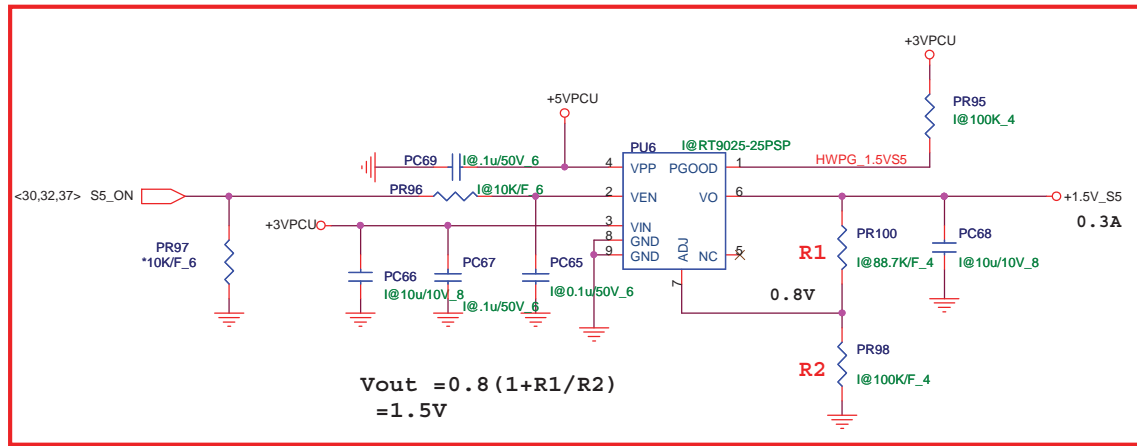 +3VPCU
PR95
I@100K_4
+5VPCU
PU6
I@RT9025-25PSP
PC69
I@.1u/50V_6
4
VPP
PGOOD
1
HWPG_1.5VS5
<30,32,37>
S5_ON
PR96
I@10K/F_6
2
VEN
VO
6
+1.5V_S5
0.3A
+3VPCU
3
VIN
8
GND
9
GND
ADJ
NC
5
7
PR97
*10K/F_6
PC66
I@10u/10V_8
PC67
I@.1u/50V_6
PC65
I@0.1u/50V_6
R1
PR100
I@88.7K/F_4
PC68
I@10u/10V_8
0.8V
R2
PR98
I@100K/F_4
Vout =0.8(1+R1/R2)
=1.5V